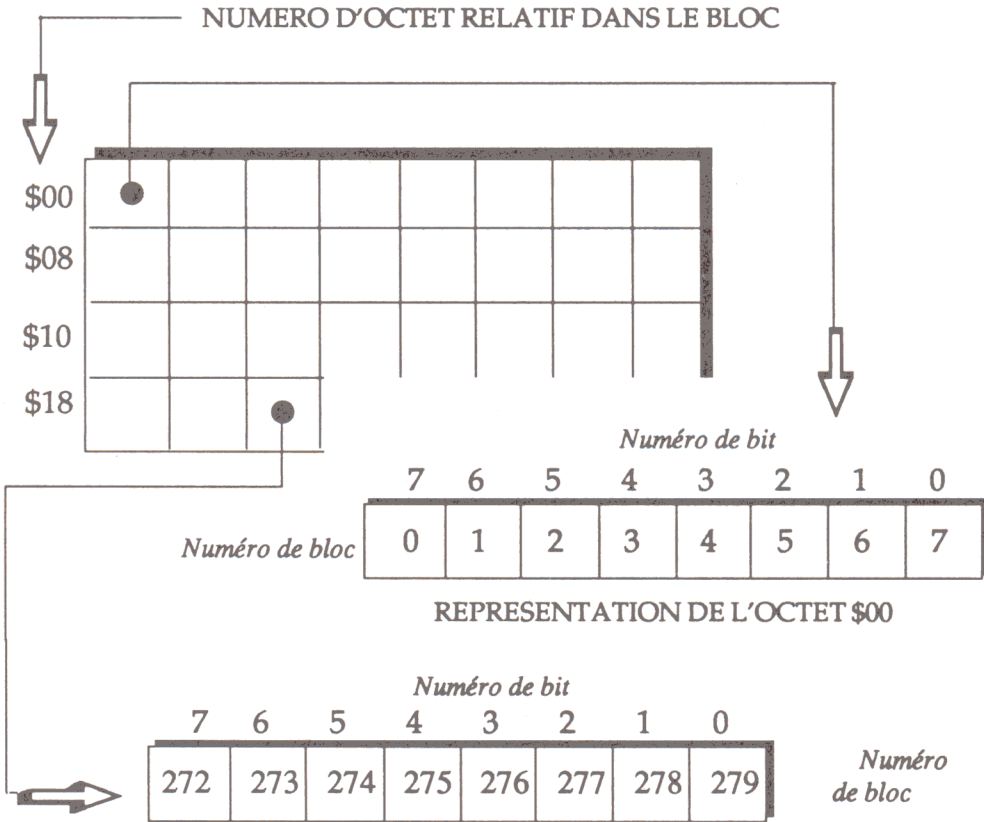 NUMERO D'OCTET RELATIF DANS LE BLOC
$00
$08
$10
$18
Numéro de bit
7 6 5 4 3 2 1 0
Numéro de bloc 0 1 2 3 4 5 6 7
REPRESENTATION DE L'OCTET $00
Numéro de bit
7 6 5 4 3 2 1 0
272 273 274 275 276 277 278 279
Numéro
de bloc